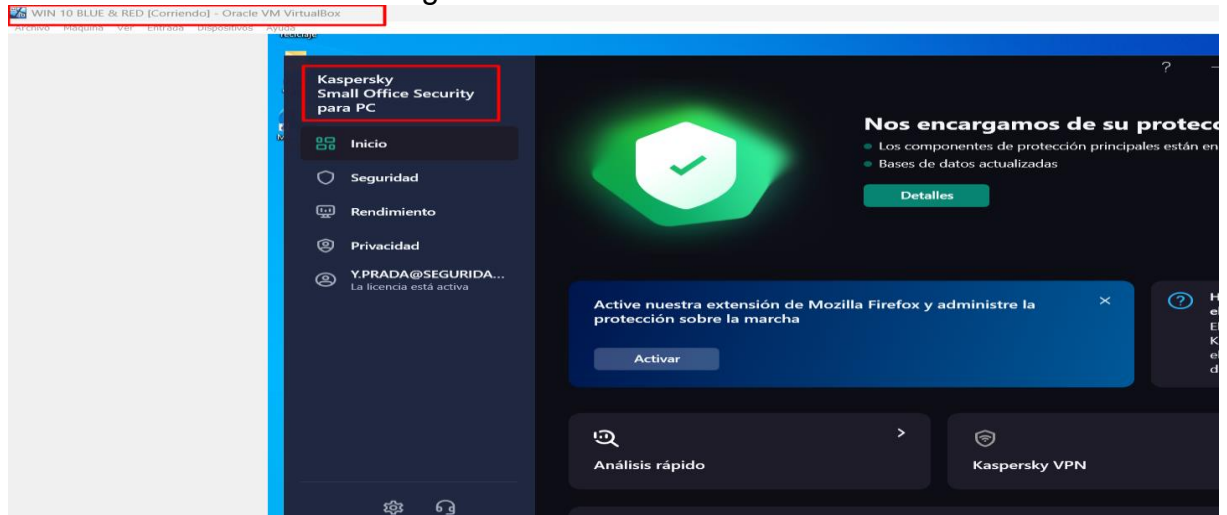 WIN 10 BLUE & RED [Corriendo] - Oracle VM VirtualBox
Archivo Máquina Ver Entrada Dispositivos Ayuda
Kaspersky
Small Office Security
para PC
Inicio
Seguridad
Rendimiento
Privacidad
Y.PRADA@SEGURIDA...
La licencia está activa
?
Nos encargamos de su protecc
Los componentes de protección principales están en
Bases de datos actualizadas
Detalles
Active nuestra extensión de Mozilla Firefox y administre la
protección sobre la marcha
Activar
Análisis rápido
Kaspersky VPN